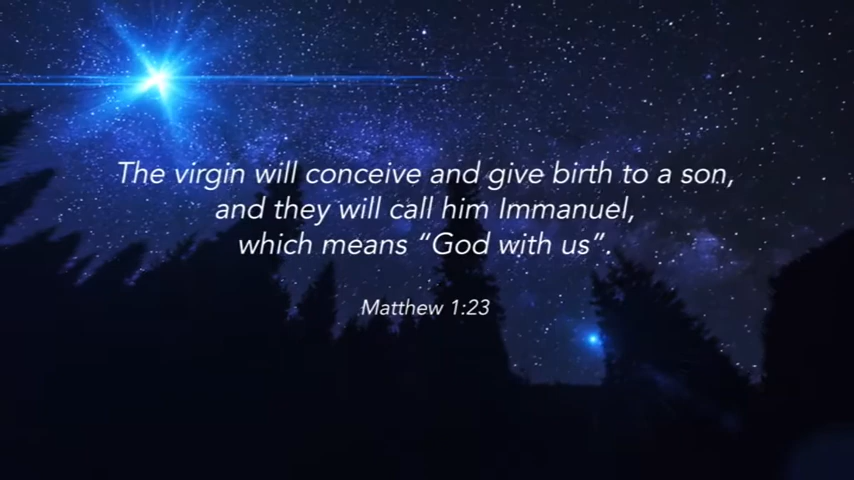 The virgin will conceive and give birth to a son,
and they will call him Immanuel,
which means “God with us”.
Matthew 1:23